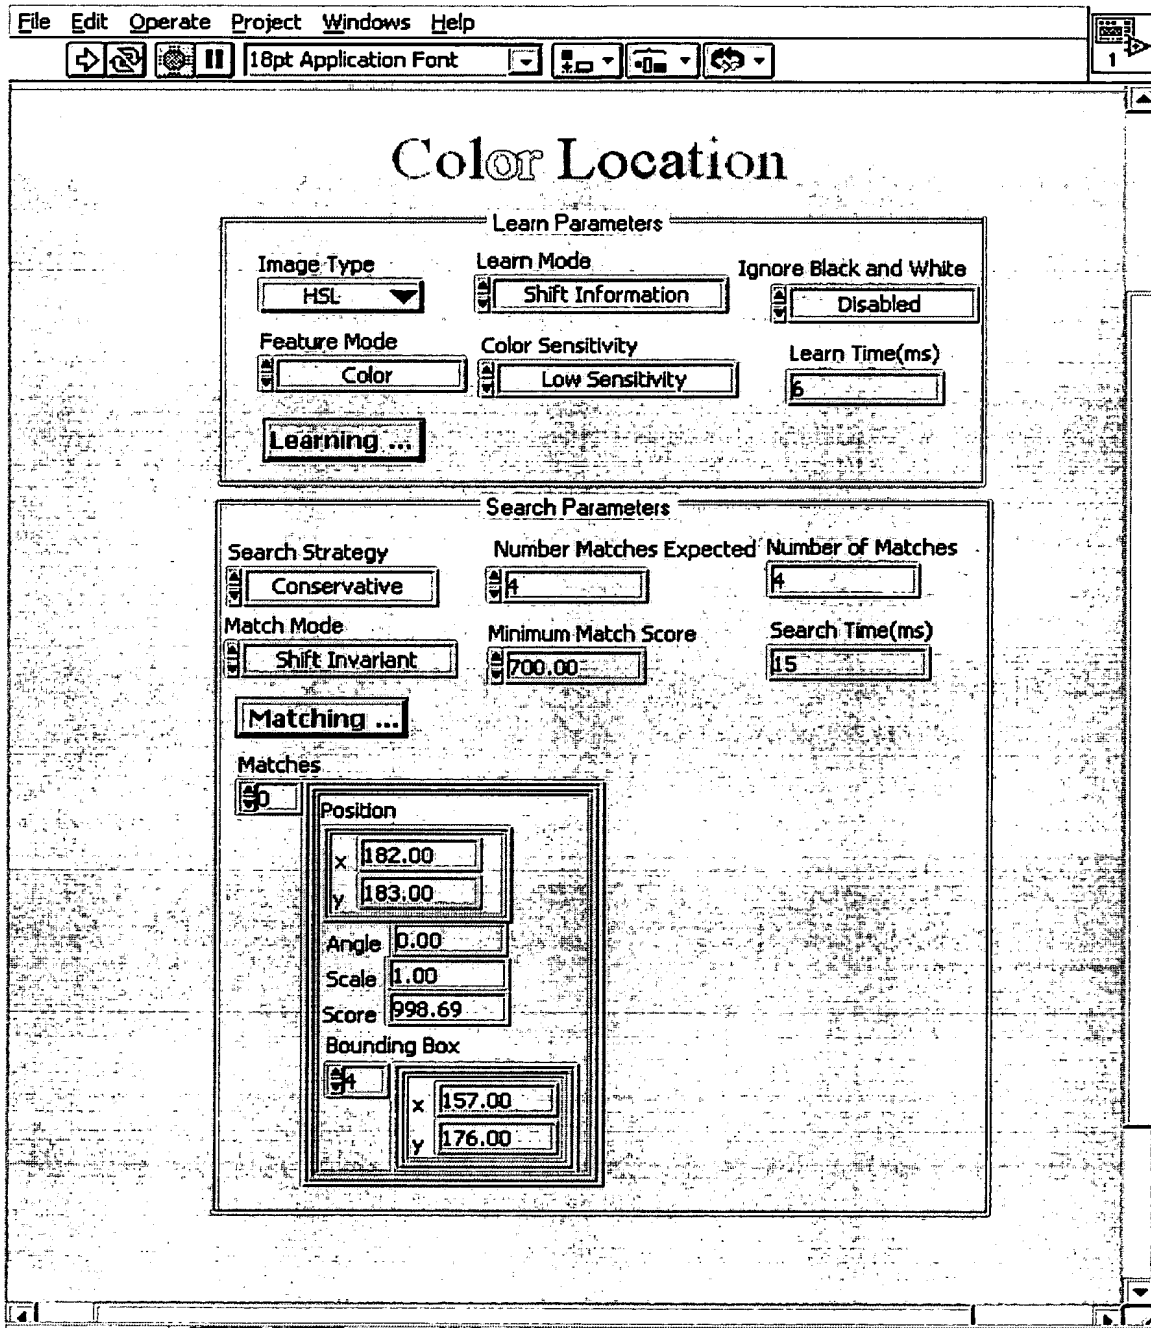 File Edit Operate Project Windows Help
18pt Application Font
1
Color Location
Learn Parameters
Image Type
Learn Mode
Ignore Black and White
HSL
Shift Information
Disabled
Feature Mode
Color Sensitivity
Learn Time(ms)
Color
Low Sensitivity
6
Learning ...
Search Parameters
Search Strategy
Number Matches Expected
Number of Matches
Conservative
4
4
Match Mode
Minimum Match Score
Search Time(ms)
Shift Invariant
700.00
15
Matching ...
Matches
0
Position
x 182.00
y 183.00
Angle 0.00
Scale 1.00
Score 998.69
Bounding Box
4
x 157.00
y 176.00